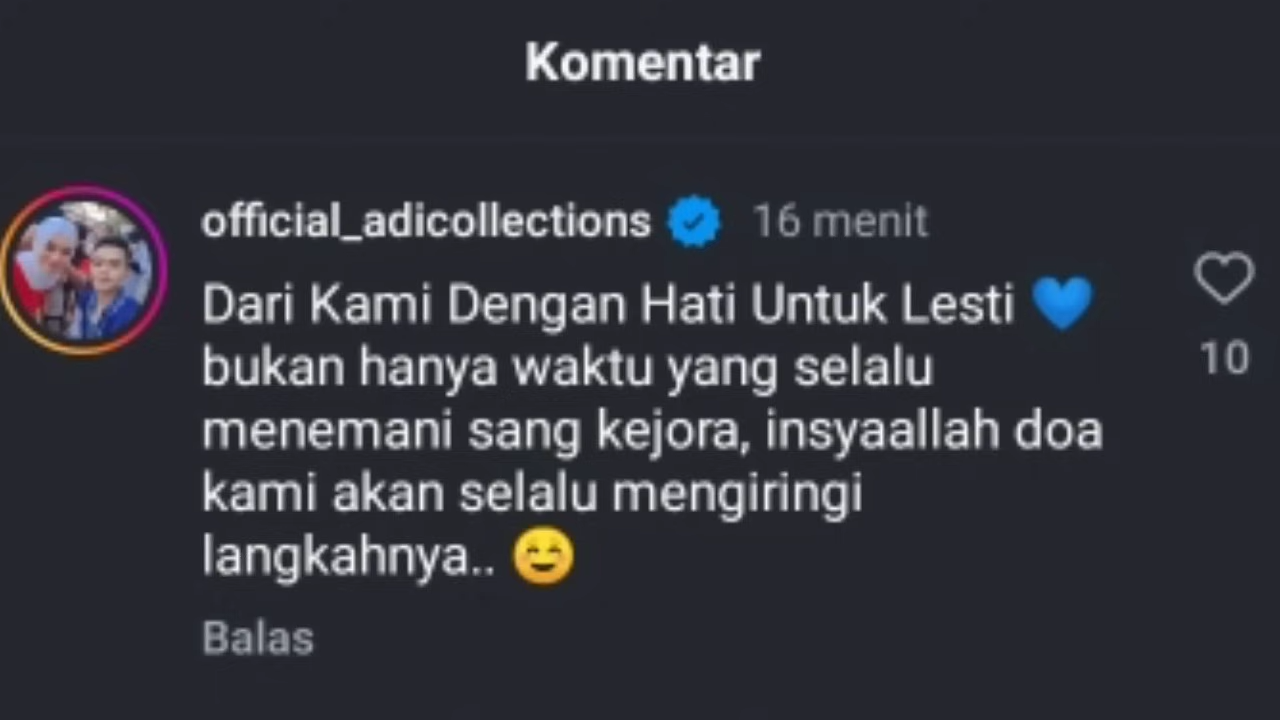 Komentar
official_adicollections 16 menit
Dari Kami Dengan Hati Untuk Lesti 💙
bukan hanya waktu yang selalu
menemani sang kejora, insyaallah doa
kami akan selalu mengiringi
langkahnya.. ☺️
10
Balas